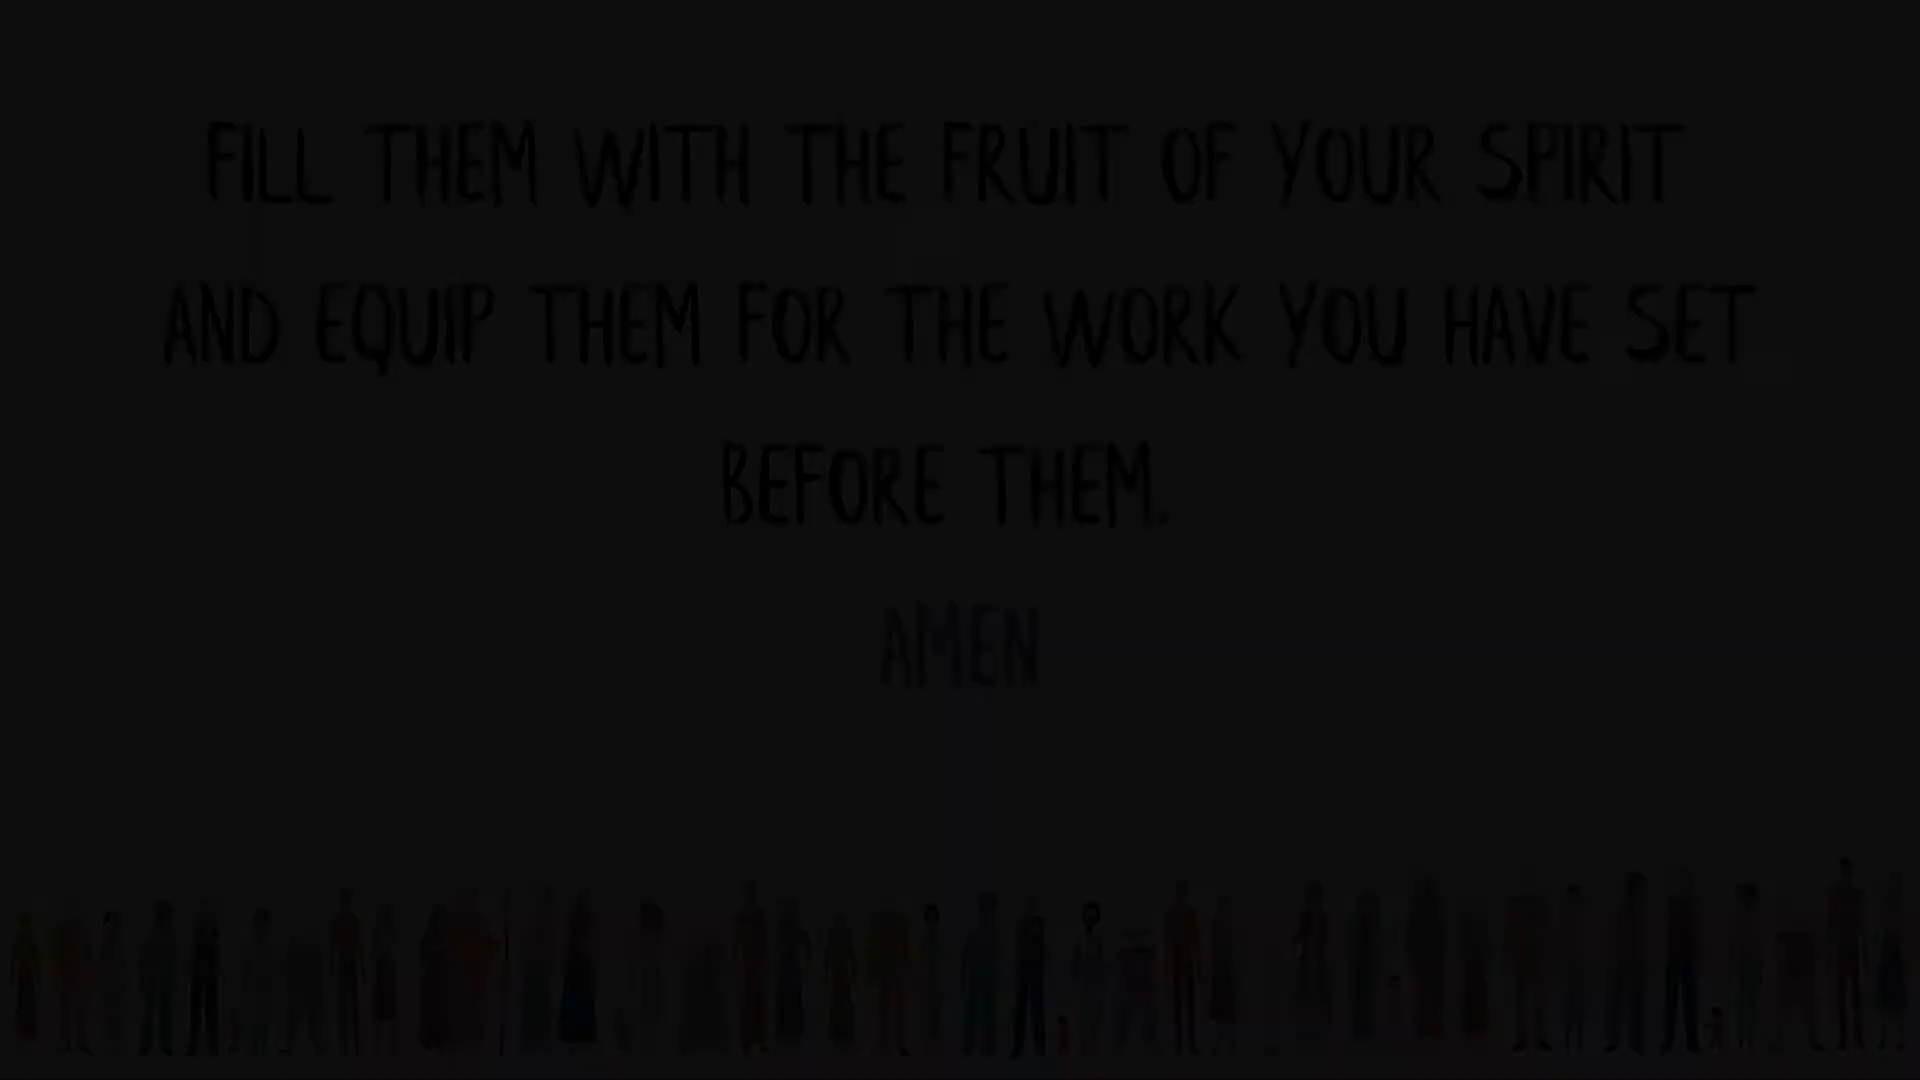 FILL THEM WITH THE FRUIT OF YOUR SPIRIT
AND EQUIP THEM FOR THE WORK YOU HAVE SET
BEFORE THEM.
AMEN